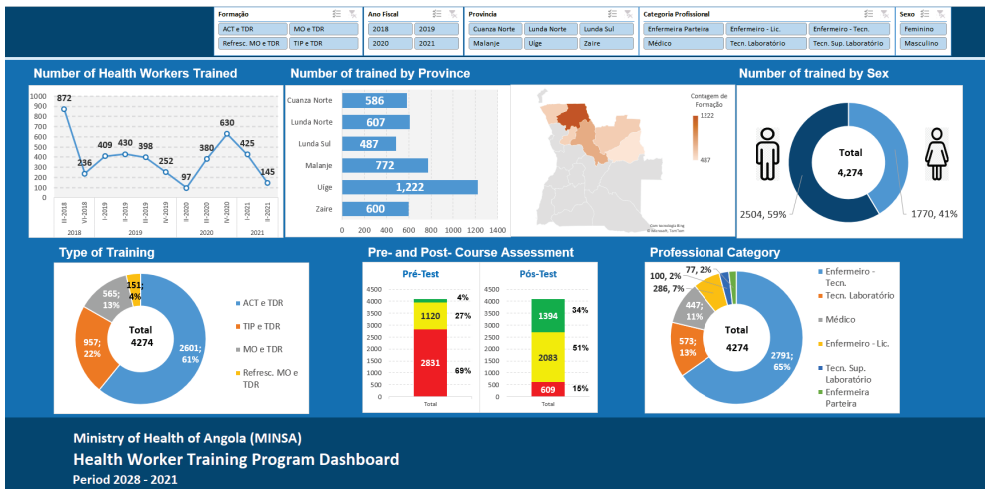 Formação
ACT e TDR
MO e TDR
Refresc. MO e TDR
TIP e TDR
Ano Fiscal
2018
2019
2020
2021
Provincia
Cuanza Norte
Lunda Norte
Lunda Sul
Malanje
Uíge
Zaire
Categoria Profissional
Enfermeira Parteira
Enfermeiro - Lic.
Enfermeiro - Tecn.
Médico
Tecn. Laboratório
Tecn. Sup. Laboratório
Sexo
Feminino
Masculino
Number of Health Workers Trained
1000
900
800
700
600
500
400
300
200
100
0
872
236
409
430
398
252
97
380
630
425
145
III-2018
VI-2018
I-2019
II-2019
III-2019
IV-2019
II-2020
III-2020
IV-2020
I-2021
II-2021
2018
2019
2020
2021
Number of trained by Province
Cuanza Norte
586
Lunda Norte
607
Lunda Sul
487
Malanje
772
Uíge
1,222
Zaire
600
0 200 400 600 800 1000 1200 1400
Contagem de
Formação
1122
487
Com tecnologia Bing
© Microsoft, TomTom
Number of trained by Sex
Total
4,274
2504, 59%
1770, 41%
Type of Training
151;
4%
565;
13%
957;
22%
Total
4274
2601;
61%
ACT e TDR
TIP e TDR
MO e TDR
Refresc. MO e
TDR
Pre- and Post- Course Assessment
Pré-Test
4500
4000
3500
3000
2500
2000
1500
1000
500
0
4%
1120
27%
2831
69%
Total
Pós-Test
4500
4000
3500
3000
2500
2000
1500
1000
500
0
1394
34%
2083
51%
609
15%
Total
Professional Category
77, 2%
100, 2%
286, 7%
447;
11%
573;
13%
Total
4274
2791;
65%
Enfermeiro -
Tecn.
Tecn. Laboratório
Médico
Enfermeiro - Lic.
Tecn. Sup.
Laboratório
Enfermeira
Parteira
Ministry of Health of Angola (MINSA)
Health Worker Training Program Dashboard
Period 2028 - 2021